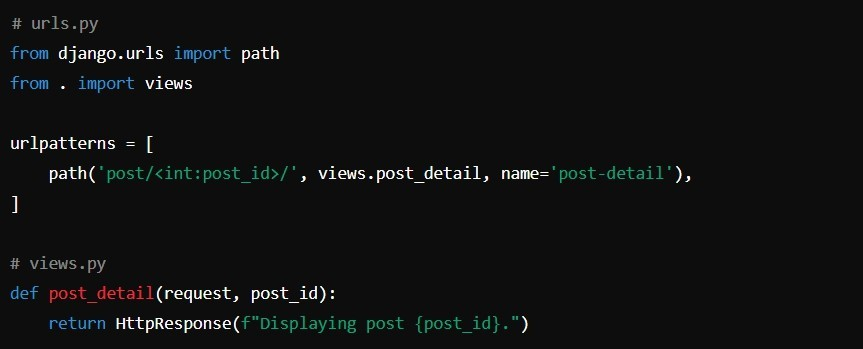 # urls.py
from django.urls import path
from . import views

urlpatterns = [
    path('post/<int:post_id>/', views.post_detail, name='post-detail'),
]

# views.py
def post_detail(request, post_id):
    return HttpResponse(f"Displaying post {post_id}.")